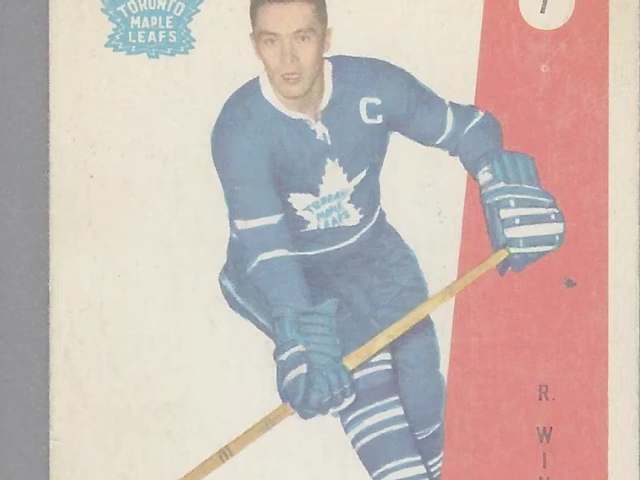 TORONTO
MAPLE
LEAFS
7
C
TORONTO
MAPLE
LEAFS
R.
W
I